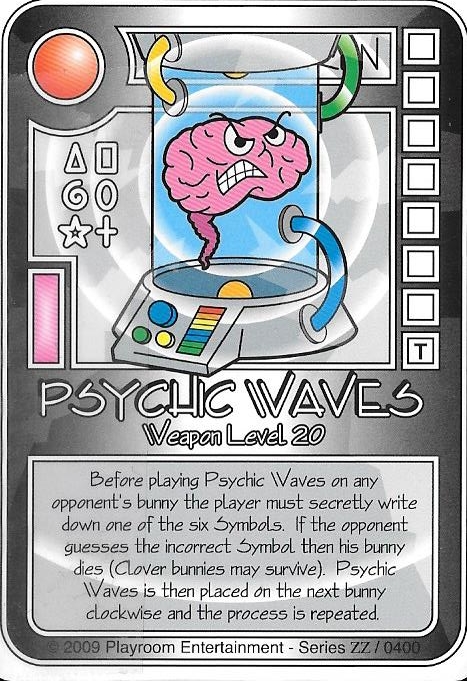 N
60
T
PSYCHIC WAVES
Weapon Level 20
Before playing Psychic Waves on any
opponent's bunny the player must secretly write
down one of the six Symbols. If the opponent
guesses the incorrect Symbol then his bunny
dies (Clover bunnies may survive). Psychic
Waves is then placed on the next bunny
clockwise and the process is repeated.
© 2009 Playroom Entertainment - Series ZZ / 0400